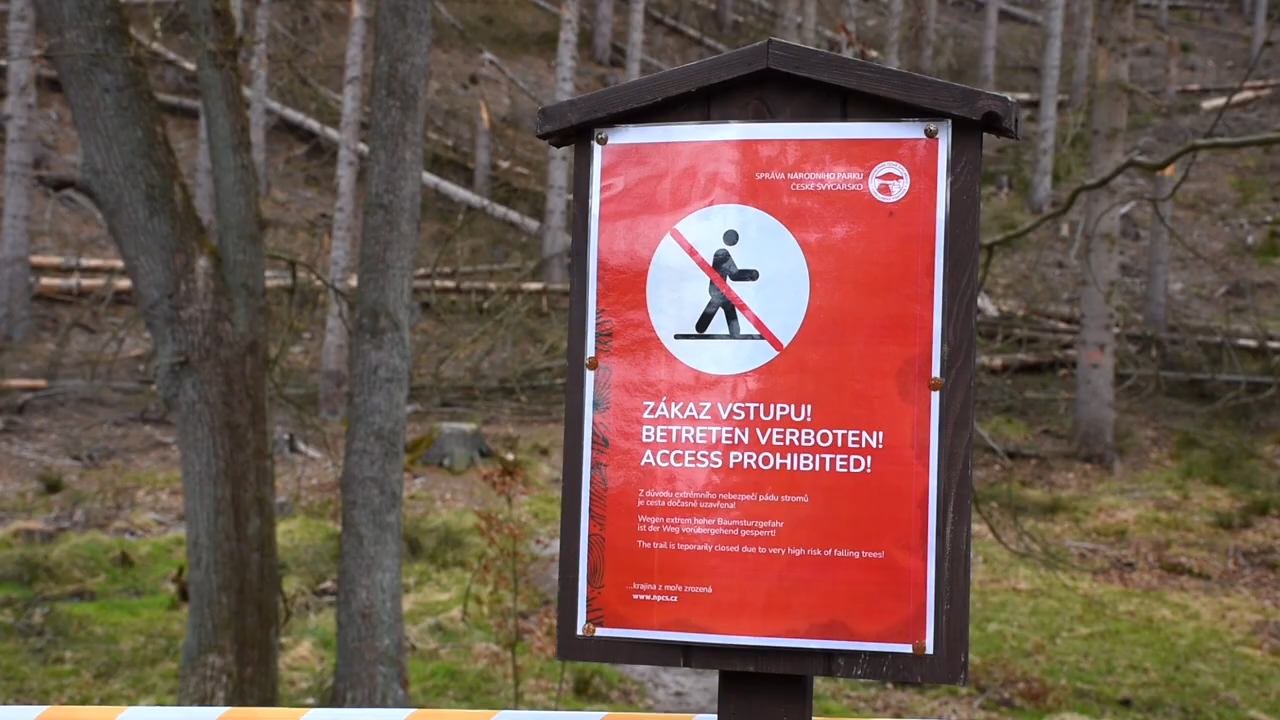 SPRÁVA NÁRODNÍHO PARKU
ČESKÉ ŠVÝCARSKO
ZÁKAZ VSTUPU!
BETRETEN VERBOTEN!
ACCESS PROHIBITED!
Z důvodu extrémního nebezpečí pádu stromů
je cesta dočasně uzavřena!
Wegen extrem hoher Baumsturzgefahr
ist der Weg vorübergehend gesperrt!
The trail is teporarily closed due to very high risk of falling trees!
...krajina z moře zrozená
www.npcs.cz